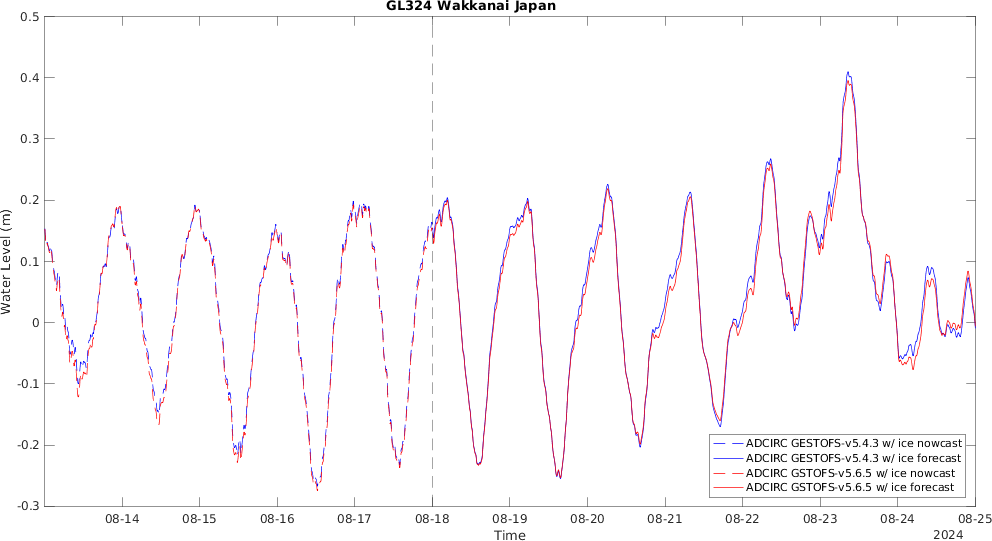 GL324 Wakkanai Japan
0.5
0.4
0.3
0.2
0.1
0
-0.1
-0.2
-0.3
Water Level (m)
ADCIRC GESTOFS-v5.4.3 w/ ice nowcast
ADCIRC GESTOFS-v5.4.3 w/ ice forecast
ADCIRC GSTOFS-v5.6.5 w/ ice nowcast
ADCIRC GSTOFS-v5.6.5 w/ ice forecast
08-14 08-15 08-16 08-17 08-18 08-19 08-20 08-21 08-22 08-23 08-24 08-25
Time
2024